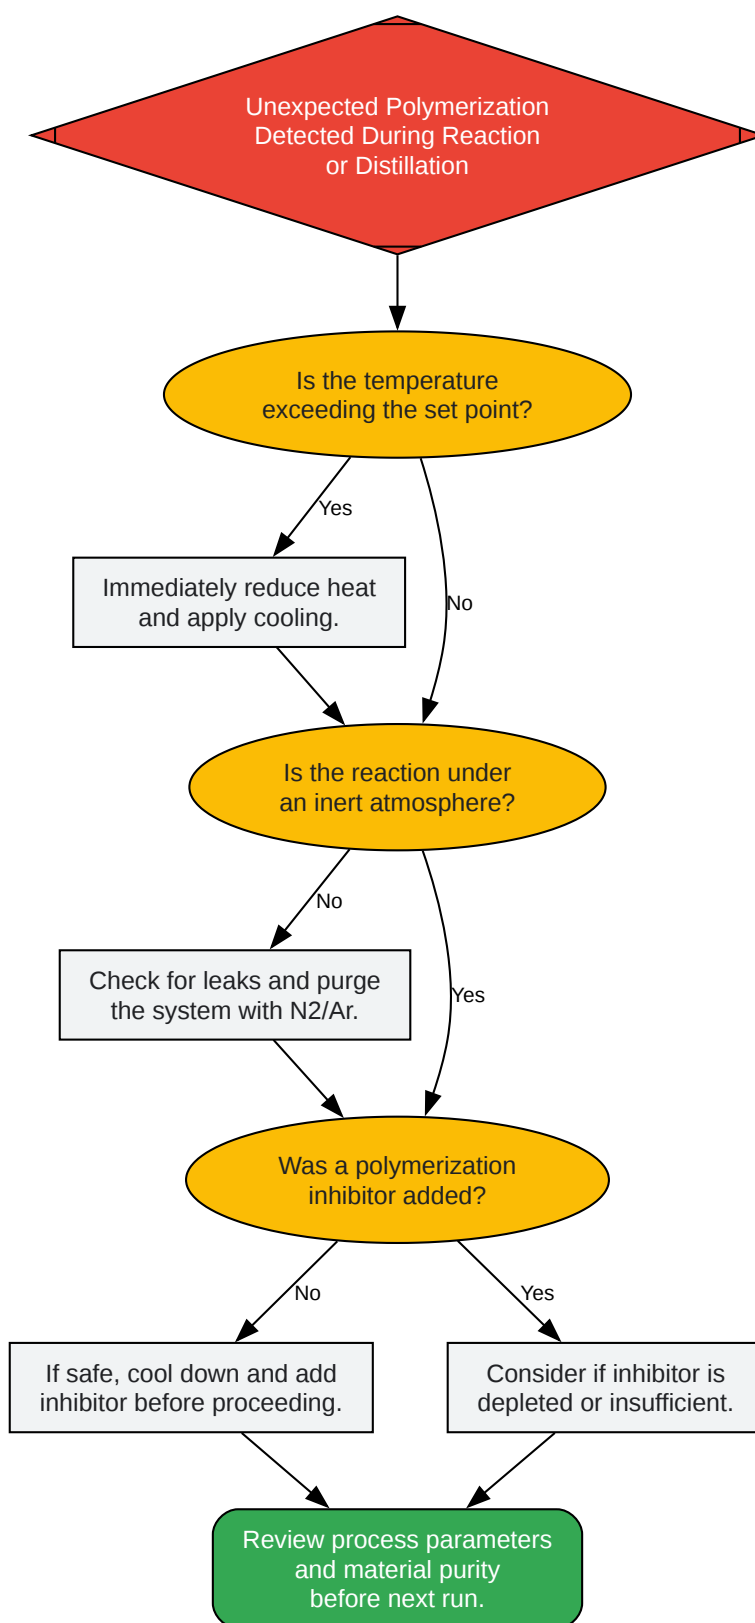 Unexpected Polymerization
Detected During Reaction
or Distillation
Is the temperature
exceeding the set point?
Yes
Immediately reduce heat
and apply cooling.
No
Is the reaction under
an inert atmosphere?
No
Check for leaks and purge
the system with N2/Ar.
Yes
Was a polymerization
inhibitor added?
No
Yes
If safe, cool down and add
inhibitor before proceeding.
Consider if inhibitor is
depleted or insufficient.
Review process parameters
and material purity
before next run.